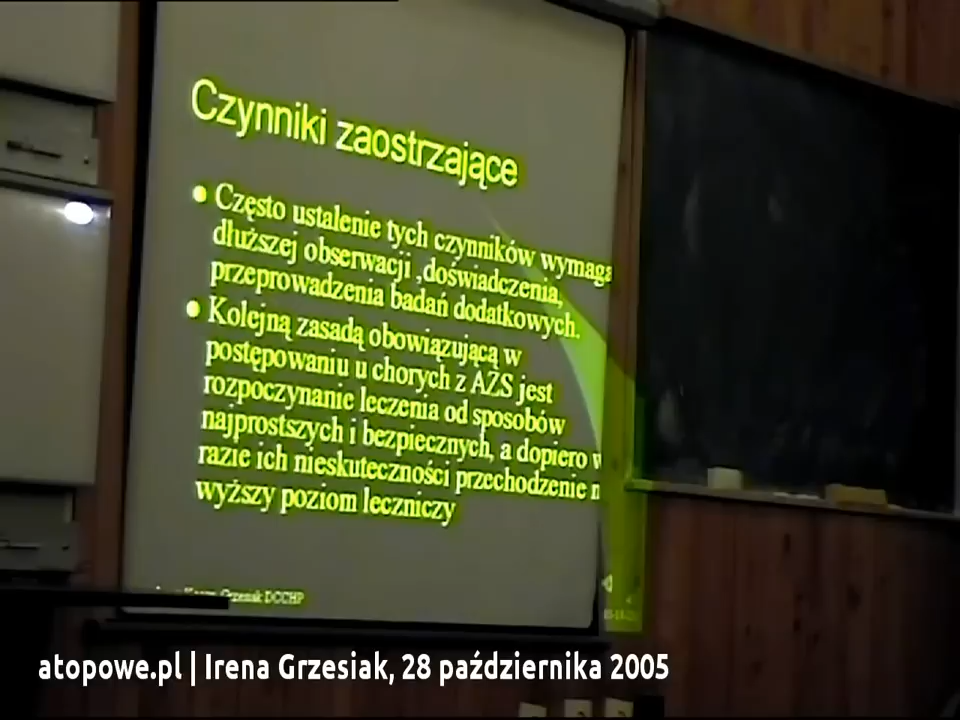 Czynniki zaostrzające
• Często ustalenie tych czynników wymaga
dłuższej obserwacji ,doświadczenia,
przeprowadzenia badań dodatkowych.
• Kolejną zasadą obowiązującą w
postępowaniu u chorych z AZS jest
rozpoczynanie leczenia od sposobów
najprostszych i bezpiecznych, a dopiero w
razie ich nieskuteczności przechodzenie n
wyższy poziom leczniczy
Grzesiak DCCHP
atopowe.pl | Irena Grzesiak, 28 października 2005